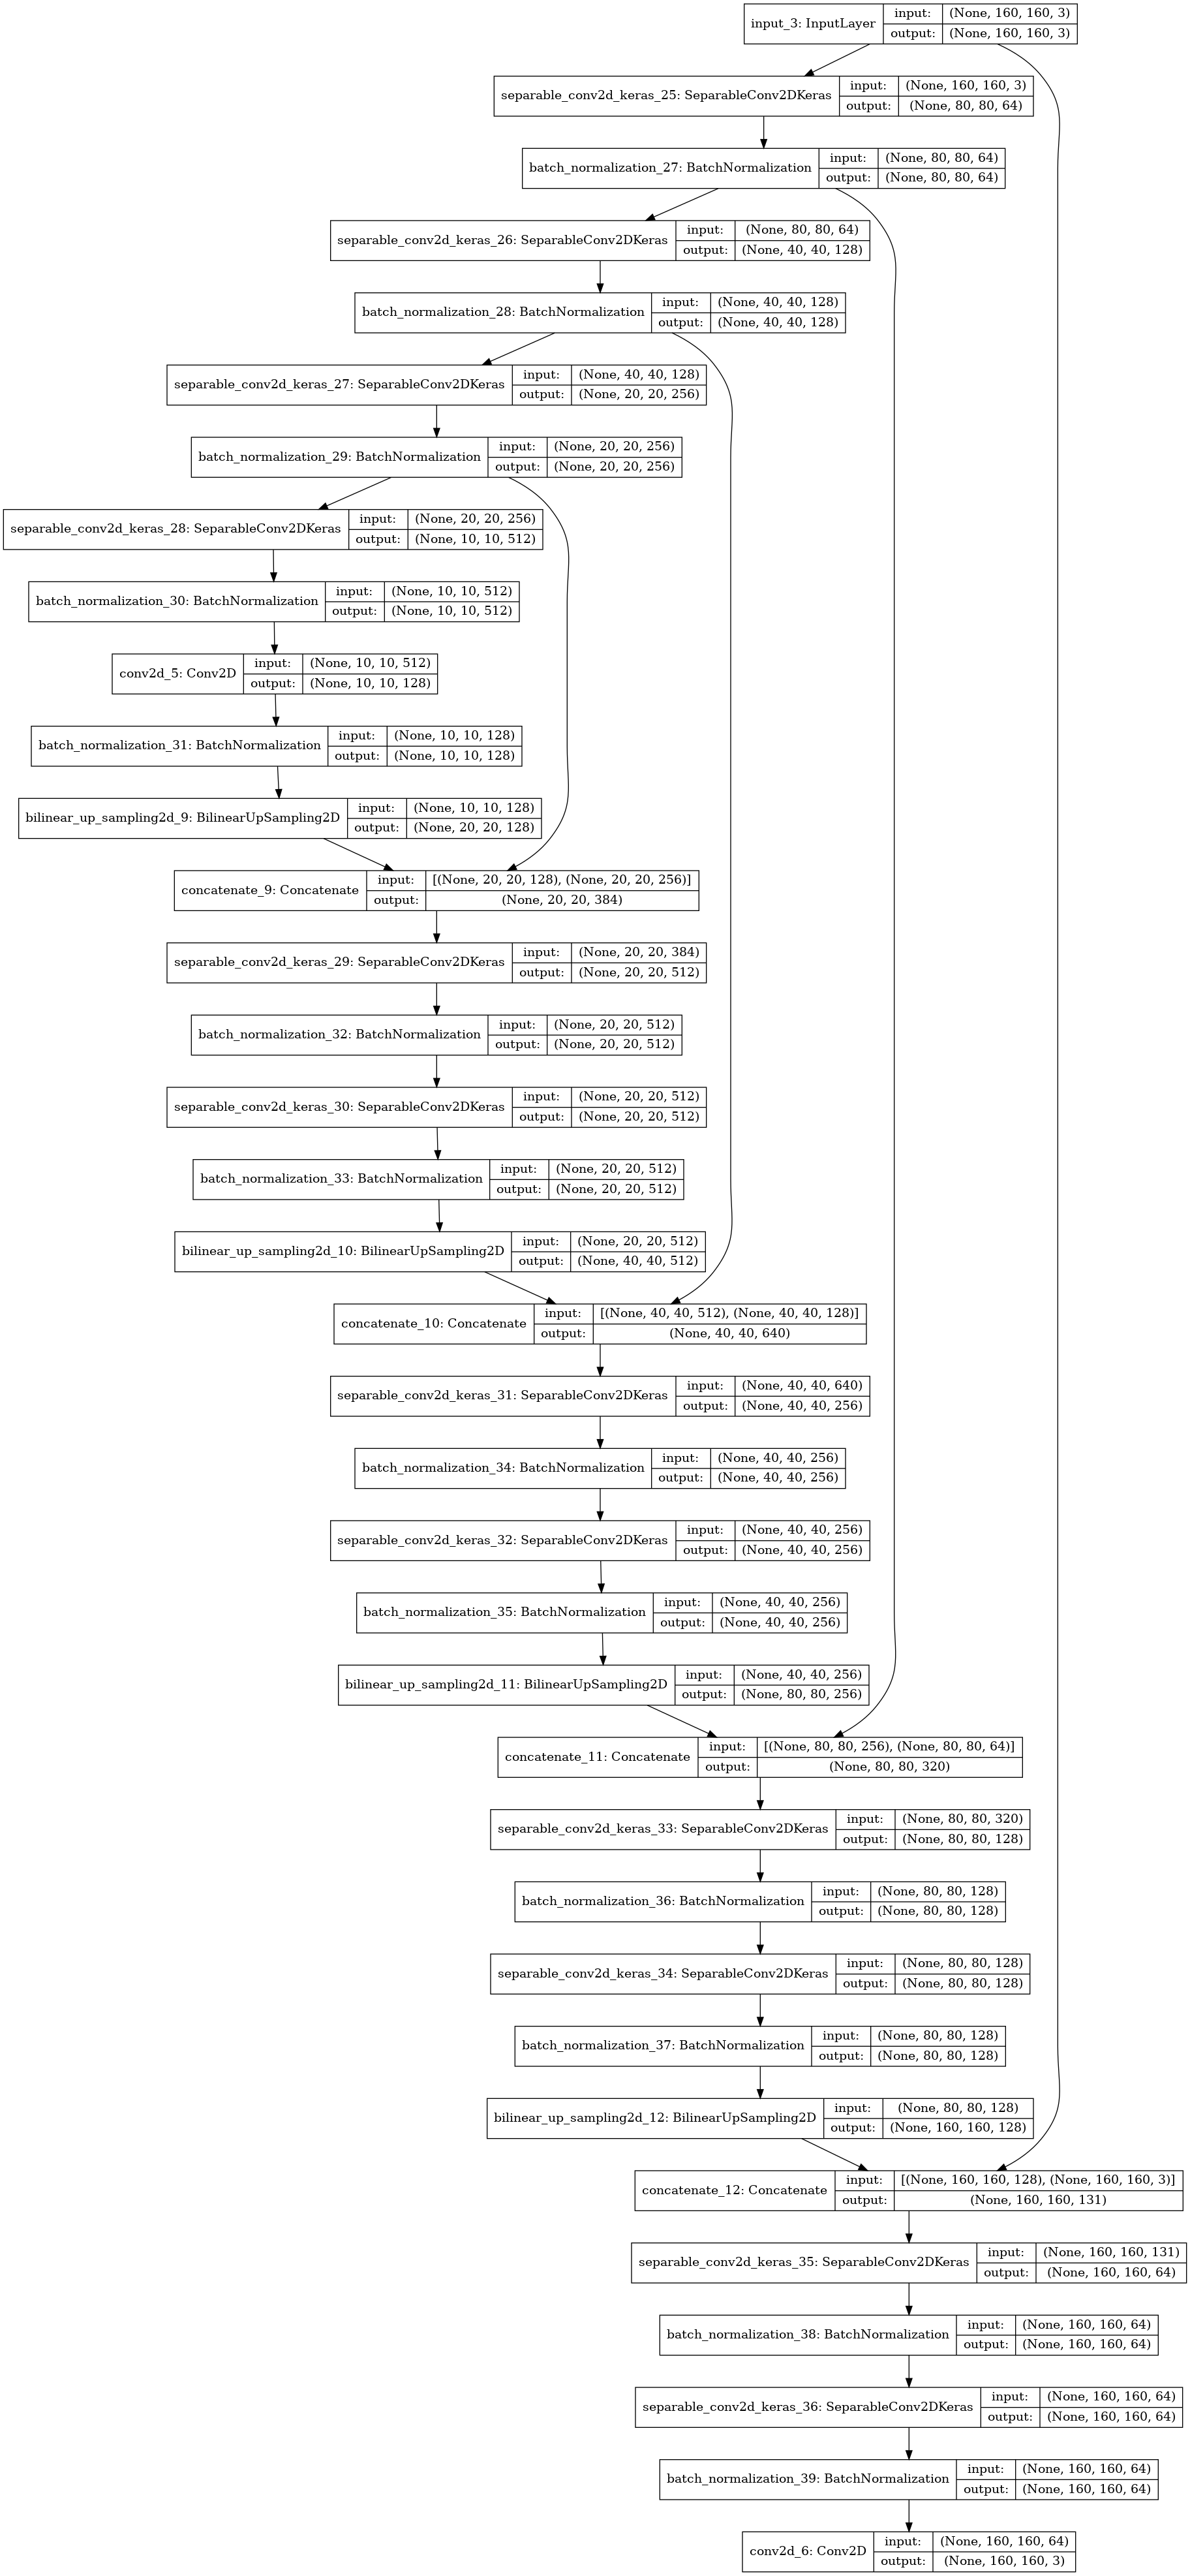 input_3: InputLayer
input: (None, 160, 160, 3)
output: (None, 160, 160, 3)
separable_conv2d_keras_25: SeparableConv2DKeras
input: (None, 160, 160, 3)
output: (None, 80, 80, 64)
batch_normalization_27: BatchNormalization
input: (None, 80, 80, 64)
output: (None, 80, 80, 64)
separable_conv2d_keras_26: SeparableConv2DKeras
input: (None, 80, 80, 64)
output: (None, 40, 40, 128)
batch_normalization_28: BatchNormalization
input: (None, 40, 40, 128)
output: (None, 40, 40, 128)
separable_conv2d_keras_27: SeparableConv2DKeras
input: (None, 40, 40, 128)
output: (None, 20, 20, 256)
batch_normalization_29: BatchNormalization
input: (None, 20, 20, 256)
output: (None, 20, 20, 256)
separable_conv2d_keras_28: SeparableConv2DKeras
input: (None, 20, 20, 256)
output: (None, 10, 10, 512)
batch_normalization_30: BatchNormalization
input: (None, 10, 10, 512)
output: (None, 10, 10, 512)
conv2d_5: Conv2D
input: (None, 10, 10, 512)
output: (None, 10, 10, 128)
batch_normalization_31: BatchNormalization
input: (None, 10, 10, 128)
output: (None, 10, 10, 128)
bilinear_up_sampling2d_9: BilinearUpSampling2D
input: (None, 10, 10, 128)
output: (None, 20, 20, 128)
concatenate_9: Concatenate
input: [(None, 20, 20, 128), (None, 20, 20, 256)]
output: (None, 20, 20, 384)
separable_conv2d_keras_29: SeparableConv2DKeras
input: (None, 20, 20, 384)
output: (None, 20, 20, 512)
batch_normalization_32: BatchNormalization
input: (None, 20, 20, 512)
output: (None, 20, 20, 512)
separable_conv2d_keras_30: SeparableConv2DKeras
input: (None, 20, 20, 512)
output: (None, 20, 20, 512)
batch_normalization_33: BatchNormalization
input: (None, 20, 20, 512)
output: (None, 20, 20, 512)
bilinear_up_sampling2d_10: BilinearUpSampling2D
input: (None, 20, 20, 512)
output: (None, 40, 40, 512)
concatenate_10: Concatenate
input: [(None, 40, 40, 512), (None, 40, 40, 128)]
output: (None, 40, 40, 640)
separable_conv2d_keras_31: SeparableConv2DKeras
input: (None, 40, 40, 640)
output: (None, 40, 40, 256)
batch_normalization_34: BatchNormalization
input: (None, 40, 40, 256)
output: (None, 40, 40, 256)
separable_conv2d_keras_32: SeparableConv2DKeras
input: (None, 40, 40, 256)
output: (None, 40, 40, 256)
batch_normalization_35: BatchNormalization
input: (None, 40, 40, 256)
output: (None, 40, 40, 256)
bilinear_up_sampling2d_11: BilinearUpSampling2D
input: (None, 40, 40, 256)
output: (None, 80, 80, 256)
concatenate_11: Concatenate
input: [(None, 80, 80, 256), (None, 80, 80, 64)]
output: (None, 80, 80, 320)
separable_conv2d_keras_33: SeparableConv2DKeras
input: (None, 80, 80, 320)
output: (None, 80, 80, 128)
batch_normalization_36: BatchNormalization
input: (None, 80, 80, 128)
output: (None, 80, 80, 128)
separable_conv2d_keras_34: SeparableConv2DKeras
input: (None, 80, 80, 128)
output: (None, 80, 80, 128)
batch_normalization_37: BatchNormalization
input: (None, 80, 80, 128)
output: (None, 80, 80, 128)
bilinear_up_sampling2d_12: BilinearUpSampling2D
input: (None, 80, 80, 128)
output: (None, 160, 160, 128)
concatenate_12: Concatenate
input: [(None, 160, 160, 128), (None, 160, 160, 3)]
output: (None, 160, 160, 131)
separable_conv2d_keras_35: SeparableConv2DKeras
input: (None, 160, 160, 131)
output: (None, 160, 160, 64)
batch_normalization_38: BatchNormalization
input: (None, 160, 160, 64)
output: (None, 160, 160, 64)
separable_conv2d_keras_36: SeparableConv2DKeras
input: (None, 160, 160, 64)
output: (None, 160, 160, 64)
batch_normalization_39: BatchNormalization
input: (None, 160, 160, 64)
output: (None, 160, 160, 64)
conv2d_6: Conv2D
input: (None, 160, 160, 64)
output: (None, 160, 160, 3)